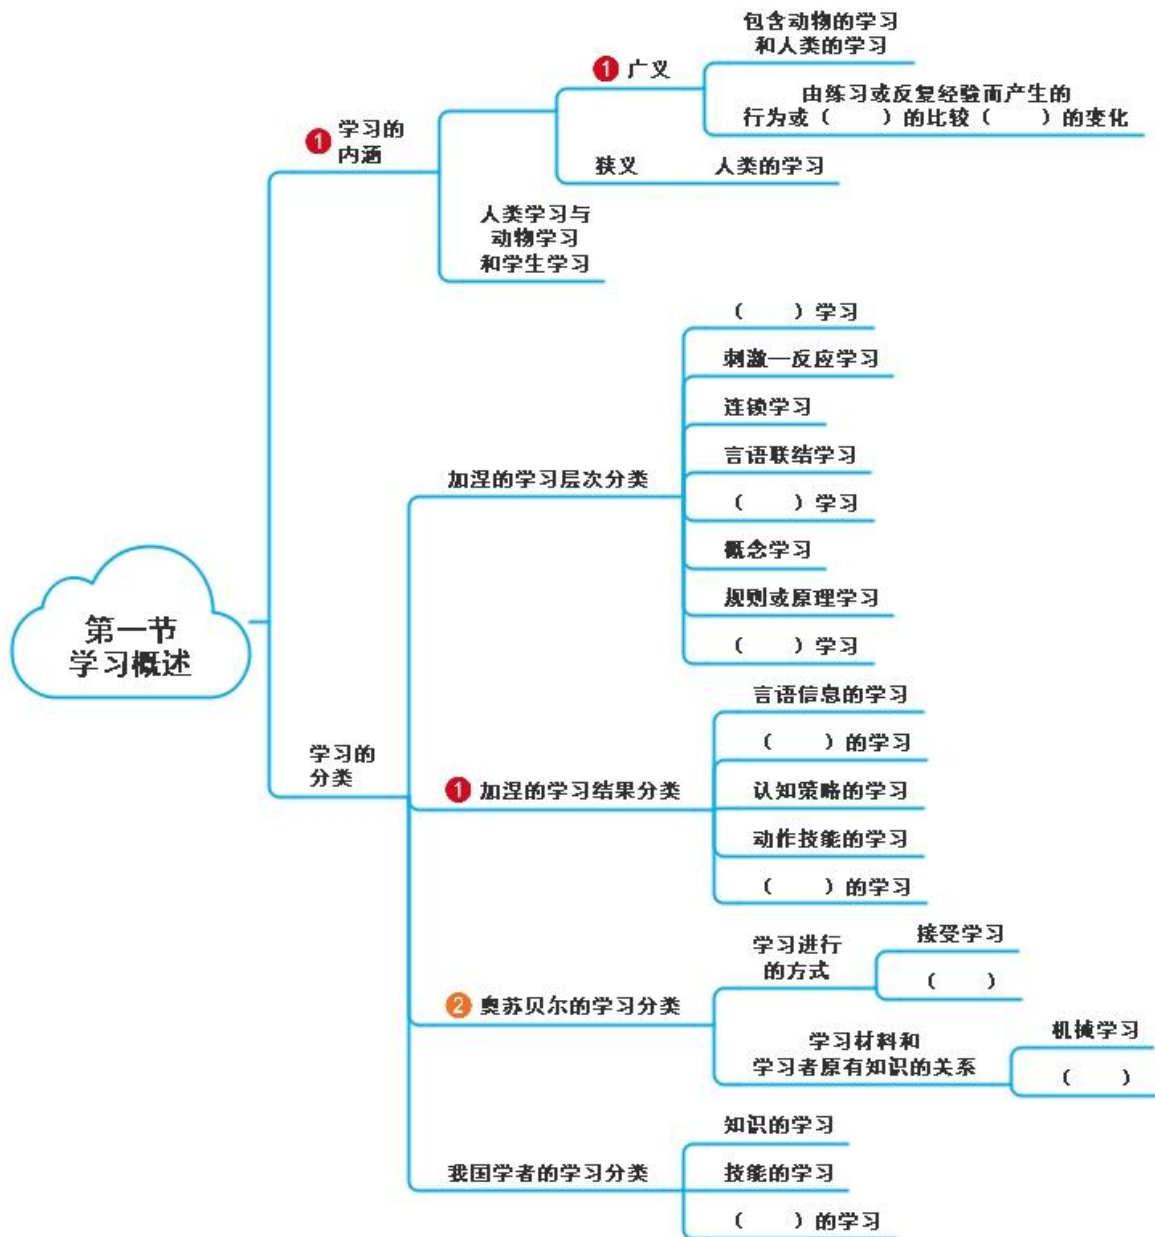 包含动物的学习
和人类的学习
1 广义
由练习或反复经验而产生的
行为或（　　）的比较（　　）的变化
1 学习的
内涵
狭义
人类的学习
人类学习与
动物学习
和学生学习
（　　）学习
刺激—反应学习
连锁学习
言语联结学习
加涅的学习层次分类
（　　）学习
概念学习
规则或原理学习
（　　）学习
第一节
学习概述
言语信息的学习
（　　）的学习
学习的
分类
1 加涅的学习结果分类
认知策略的学习
动作技能的学习
（　　）的学习
学习进行
的方式
接受学习
（　　）
2 奥苏贝尔的学习分类
学习材料和
学习者原有知识的关系
机械学习
（　　）
知识的学习
我国学者的学习分类
技能的学习
（　　）的学习